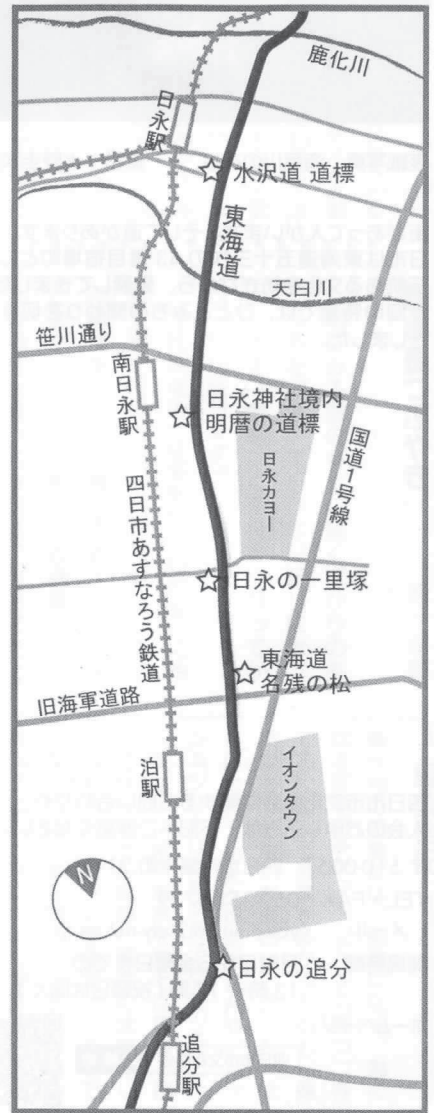 鹿化川
日永駅
水沢道 道標
東海道
天白川
笹川通り
南日永駅
日永神社境内
明暦の道標
日永カヨー
国道1号線
四日市あすなろう鉄道
日永の一里塚
東海道
名残の松
旧海軍道路
泊駅
イオンタウン
N
日永の追分
追分駅